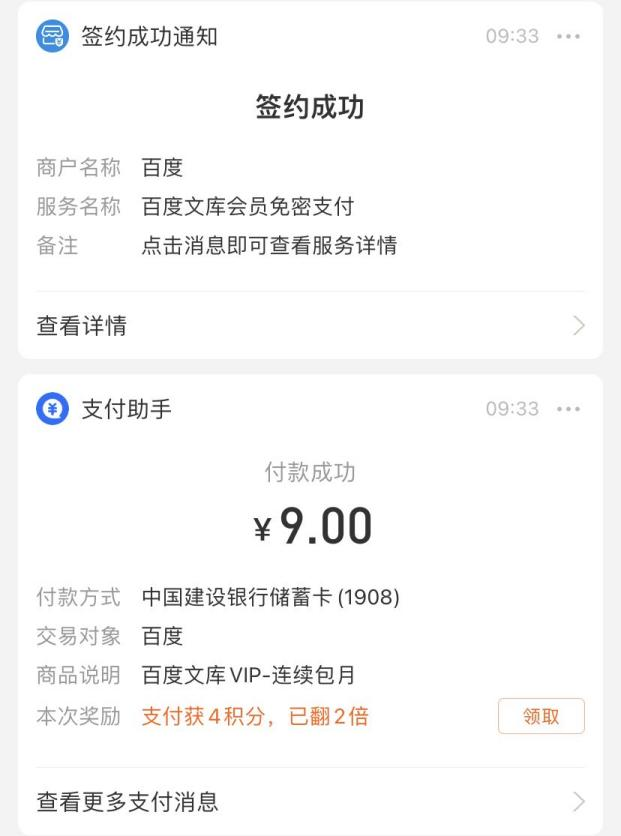 签约成功通知 09:33
签约成功
商户名称 百度
服务名称 百度文库会员免密支付
备注 点击消息即可查看服务详情
查看详情
支付助手 09:33
付款成功
¥9.00
付款方式 中国建设银行储蓄卡(1908)
交易对象 百度
商品说明 百度文库VIP-连续包月
本次奖励 支付获4积分，已翻2倍 领取
查看更多支付消息